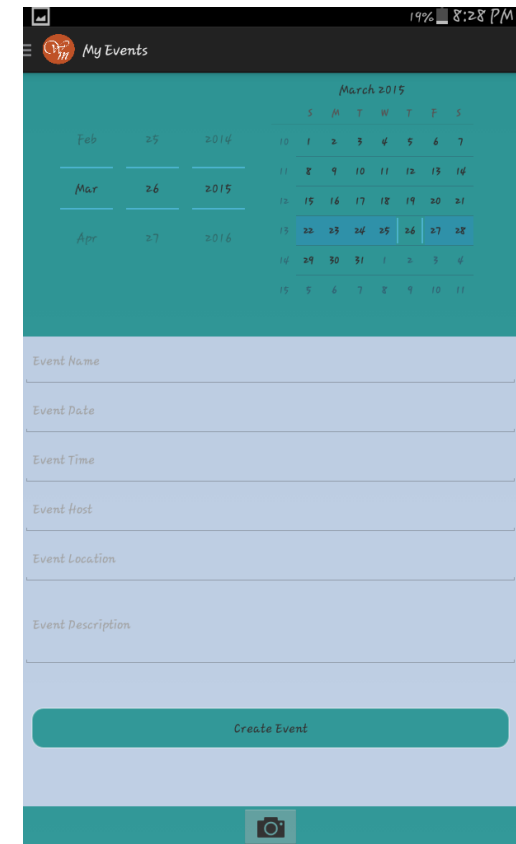 19% 8:28 PM
My Events
March 2015
S M T W T F S
Feb 25 2014
10 1 2 3 4 5 6 7
11 8 9 10 11 12 13 14
Mar 26 2015
12 15 16 17 18 19 20 21
Apr 27 2016
13 22 23 24 25 26 27 28
14 29 30 31 1 2 3 4
15 5 6 7 8 9 10 11
Event Name
Event Date
Event Time
Event Host
Event Location
Event Description
Create Event